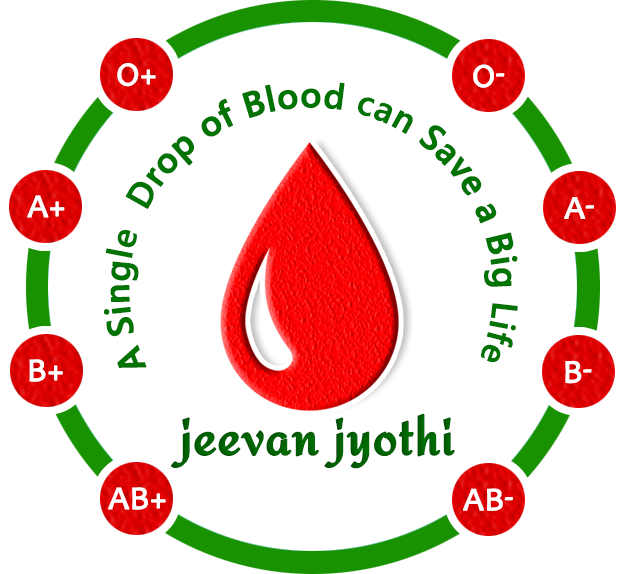 O+
O-
A Single Drop of Blood can Save a Big Life
A+
A-
B+
B-
jeevan jyothi
AB+
AB-